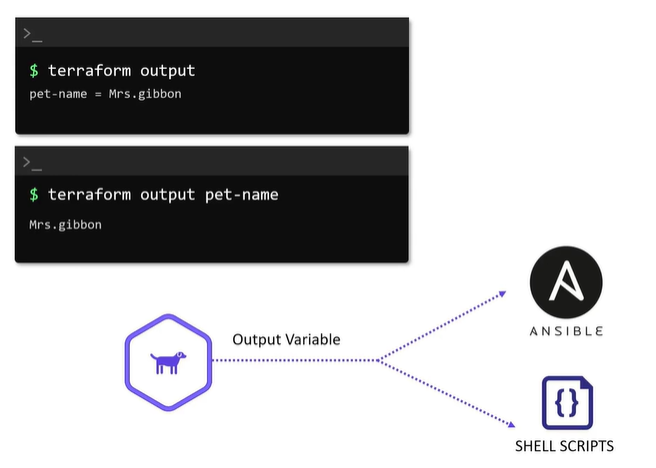 >_
$ terraform output
pet-name = Mrs.gibbon
>_
$ terraform output pet-name
Mrs.gibbon
Output Variable
ANSIBLE
{}
SHELL SCRIPTS